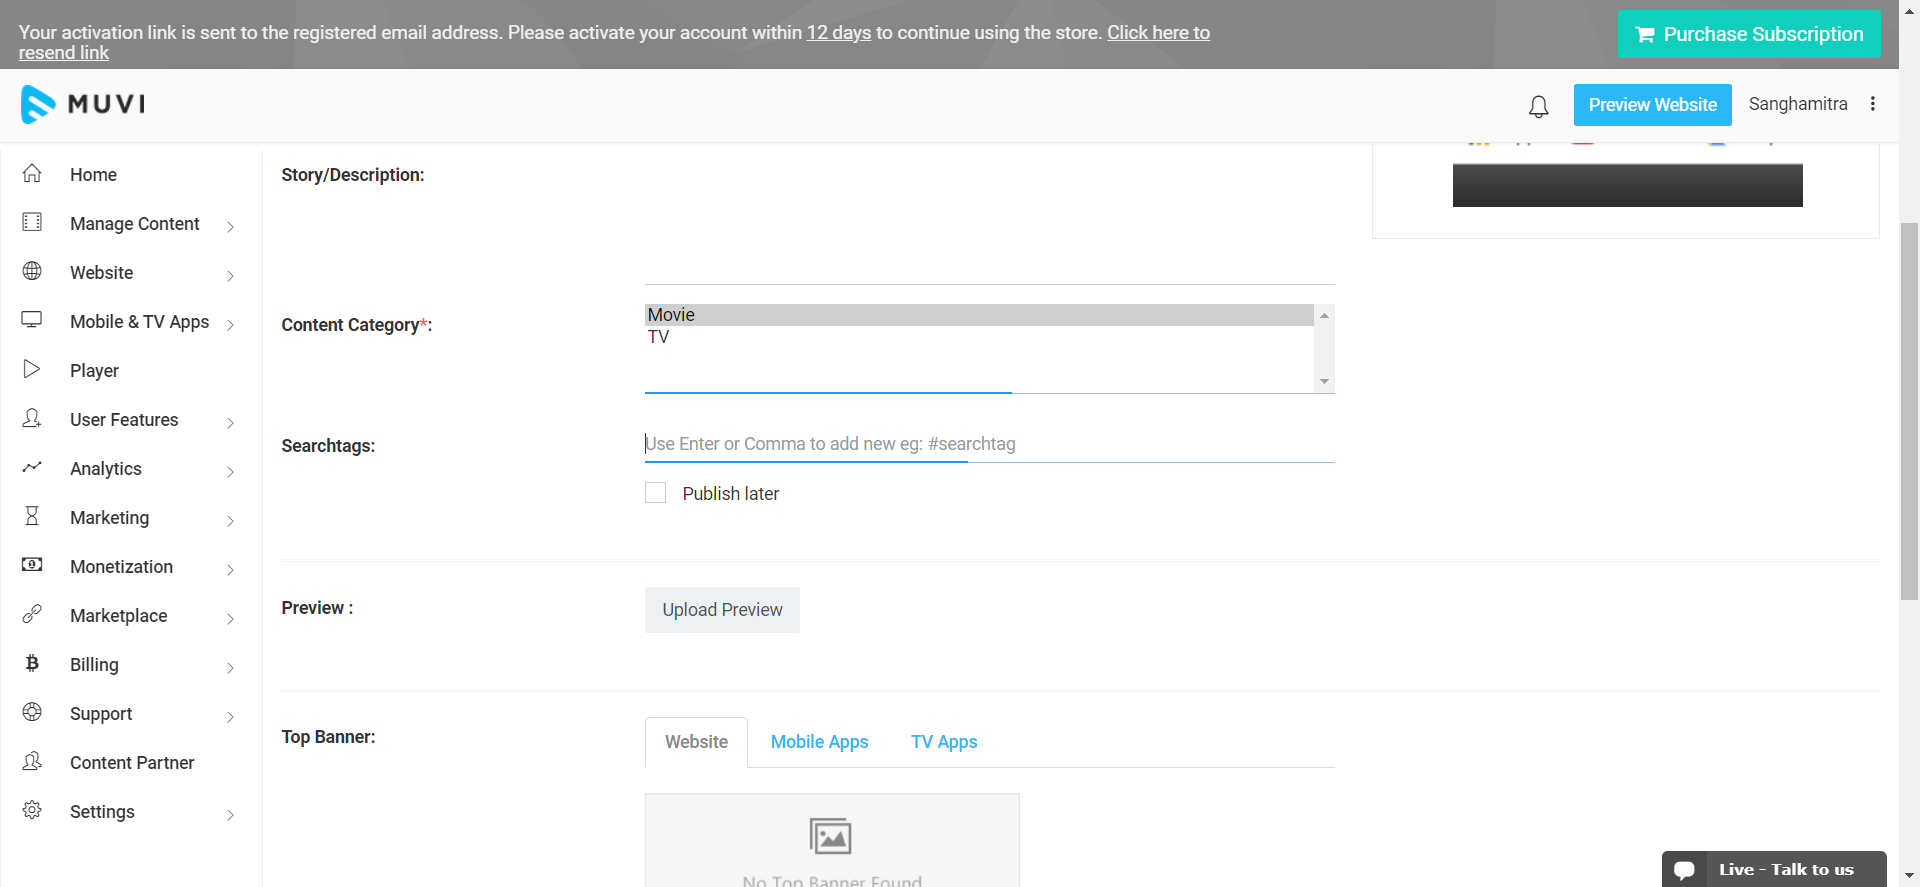 Your activation link is sent to the registered email address. Please activate your account within 12 days to continue using the store. Click here to
resend link
Purchase Subscription
MUVI
Preview Website
Sanghamitra
Home
Manage Content
Website
Mobile & TV Apps
Player
User Features
Analytics
Marketing
Monetization
Marketplace
Billing
Support
Content Partner
Settings
Story/Description:
Content Category*:
Movie
TV
Searchtags:
Use Enter or Comma to add new eg: #searchtag
Publish later
Preview :
Upload Preview
Top Banner:
Website
Mobile Apps
TV Apps
No Top Banner Found
Live - Talk to us